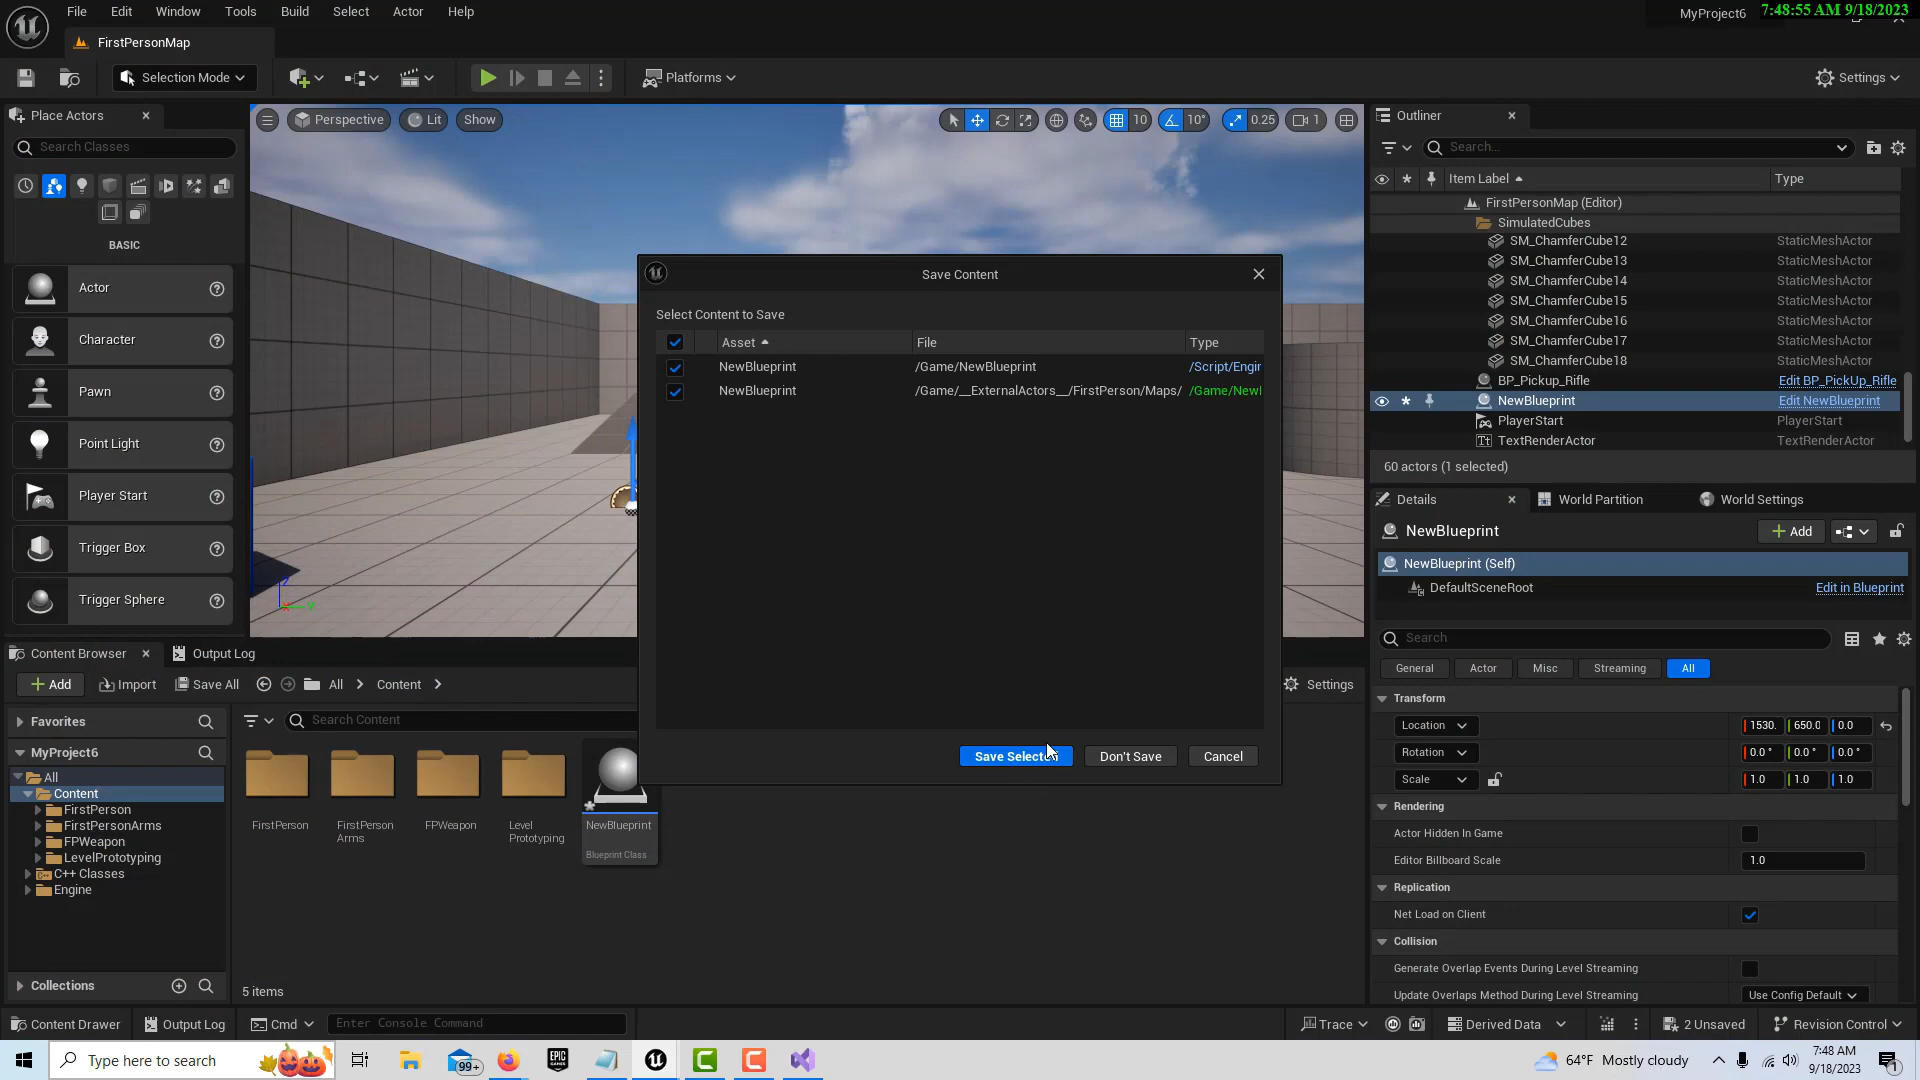 File Edit Window Tools Build Select Actor Help
MyProject6
7:48:55 AM 9/18/2023
FirstPersonMap
Selection Mode
Platforms
Settings
Place Actors
Search Classes
BASIC
Actor
Character
Pawn
Point Light
Player Start
Trigger Box
Trigger Sphere
Perspective Lit Show
10 10° 0.25 1
Save Content
Select Content to Save
Asset File Type
NewBlueprint /Game/NewBlueprint /Script/Engir
NewBlueprint /Game/__ExternalActors__/FirstPerson/Maps/ /Game/Newl
Save Selected Don't Save Cancel
Outliner
Search...
Item Label Type
FirstPersonMap (Editor)
SimulatedCubes
SM_ChamferCube12 StaticMeshActor
SM_ChamferCube13 StaticMeshActor
SM_ChamferCube14 StaticMeshActor
SM_ChamferCube15 StaticMeshActor
SM_ChamferCube16 StaticMeshActor
SM_ChamferCube17 StaticMeshActor
SM_ChamferCube18 StaticMeshActor
BP_Pickup_Rifle Edit BP_PickUp_Rifle
NewBlueprint Edit NewBlueprint
PlayerStart PlayerStart
TextRenderActor TextRenderActor
60 actors (1 selected)
Details World Partition World Settings
NewBlueprint
Add
NewBlueprint (Self)
DefaultSceneRoot Edit in Blueprint
Search
General Actor Misc Streaming All
Transform
Location 1530. 650.0 0.0
Rotation 0.0 ° 0.0 ° 0.0 °
Scale 1.0 1.0 1.0
Rendering
Actor Hidden In Game
Editor Billboard Scale 1.0
Replication
Net Load on Client
Collision
Generate Overlap Events During Level Streaming
Update Overlaps Method During Level Streaming Use Config Default
Content Browser Output Log
Add Import Save All All Content
Settings
Favorites
Search Content
MyProject6
All
Content
FirstPerson
FirstPersonArms
FPWeapon
LevelPrototyping
C++ Classes
Engine
Collections
FirstPerson
FirstPerson
Arms
FPWeapon
Level
Prototyping
NewBlueprint
Blueprint Class
5 items
Content Drawer Output Log Cmd Enter Console Command
Trace Derived Data 2 Unsaved Revision Control
Type here to search
99+
EPIC
GAMES
64°F Mostly cloudy
7:48 AM
9/18/2023
1